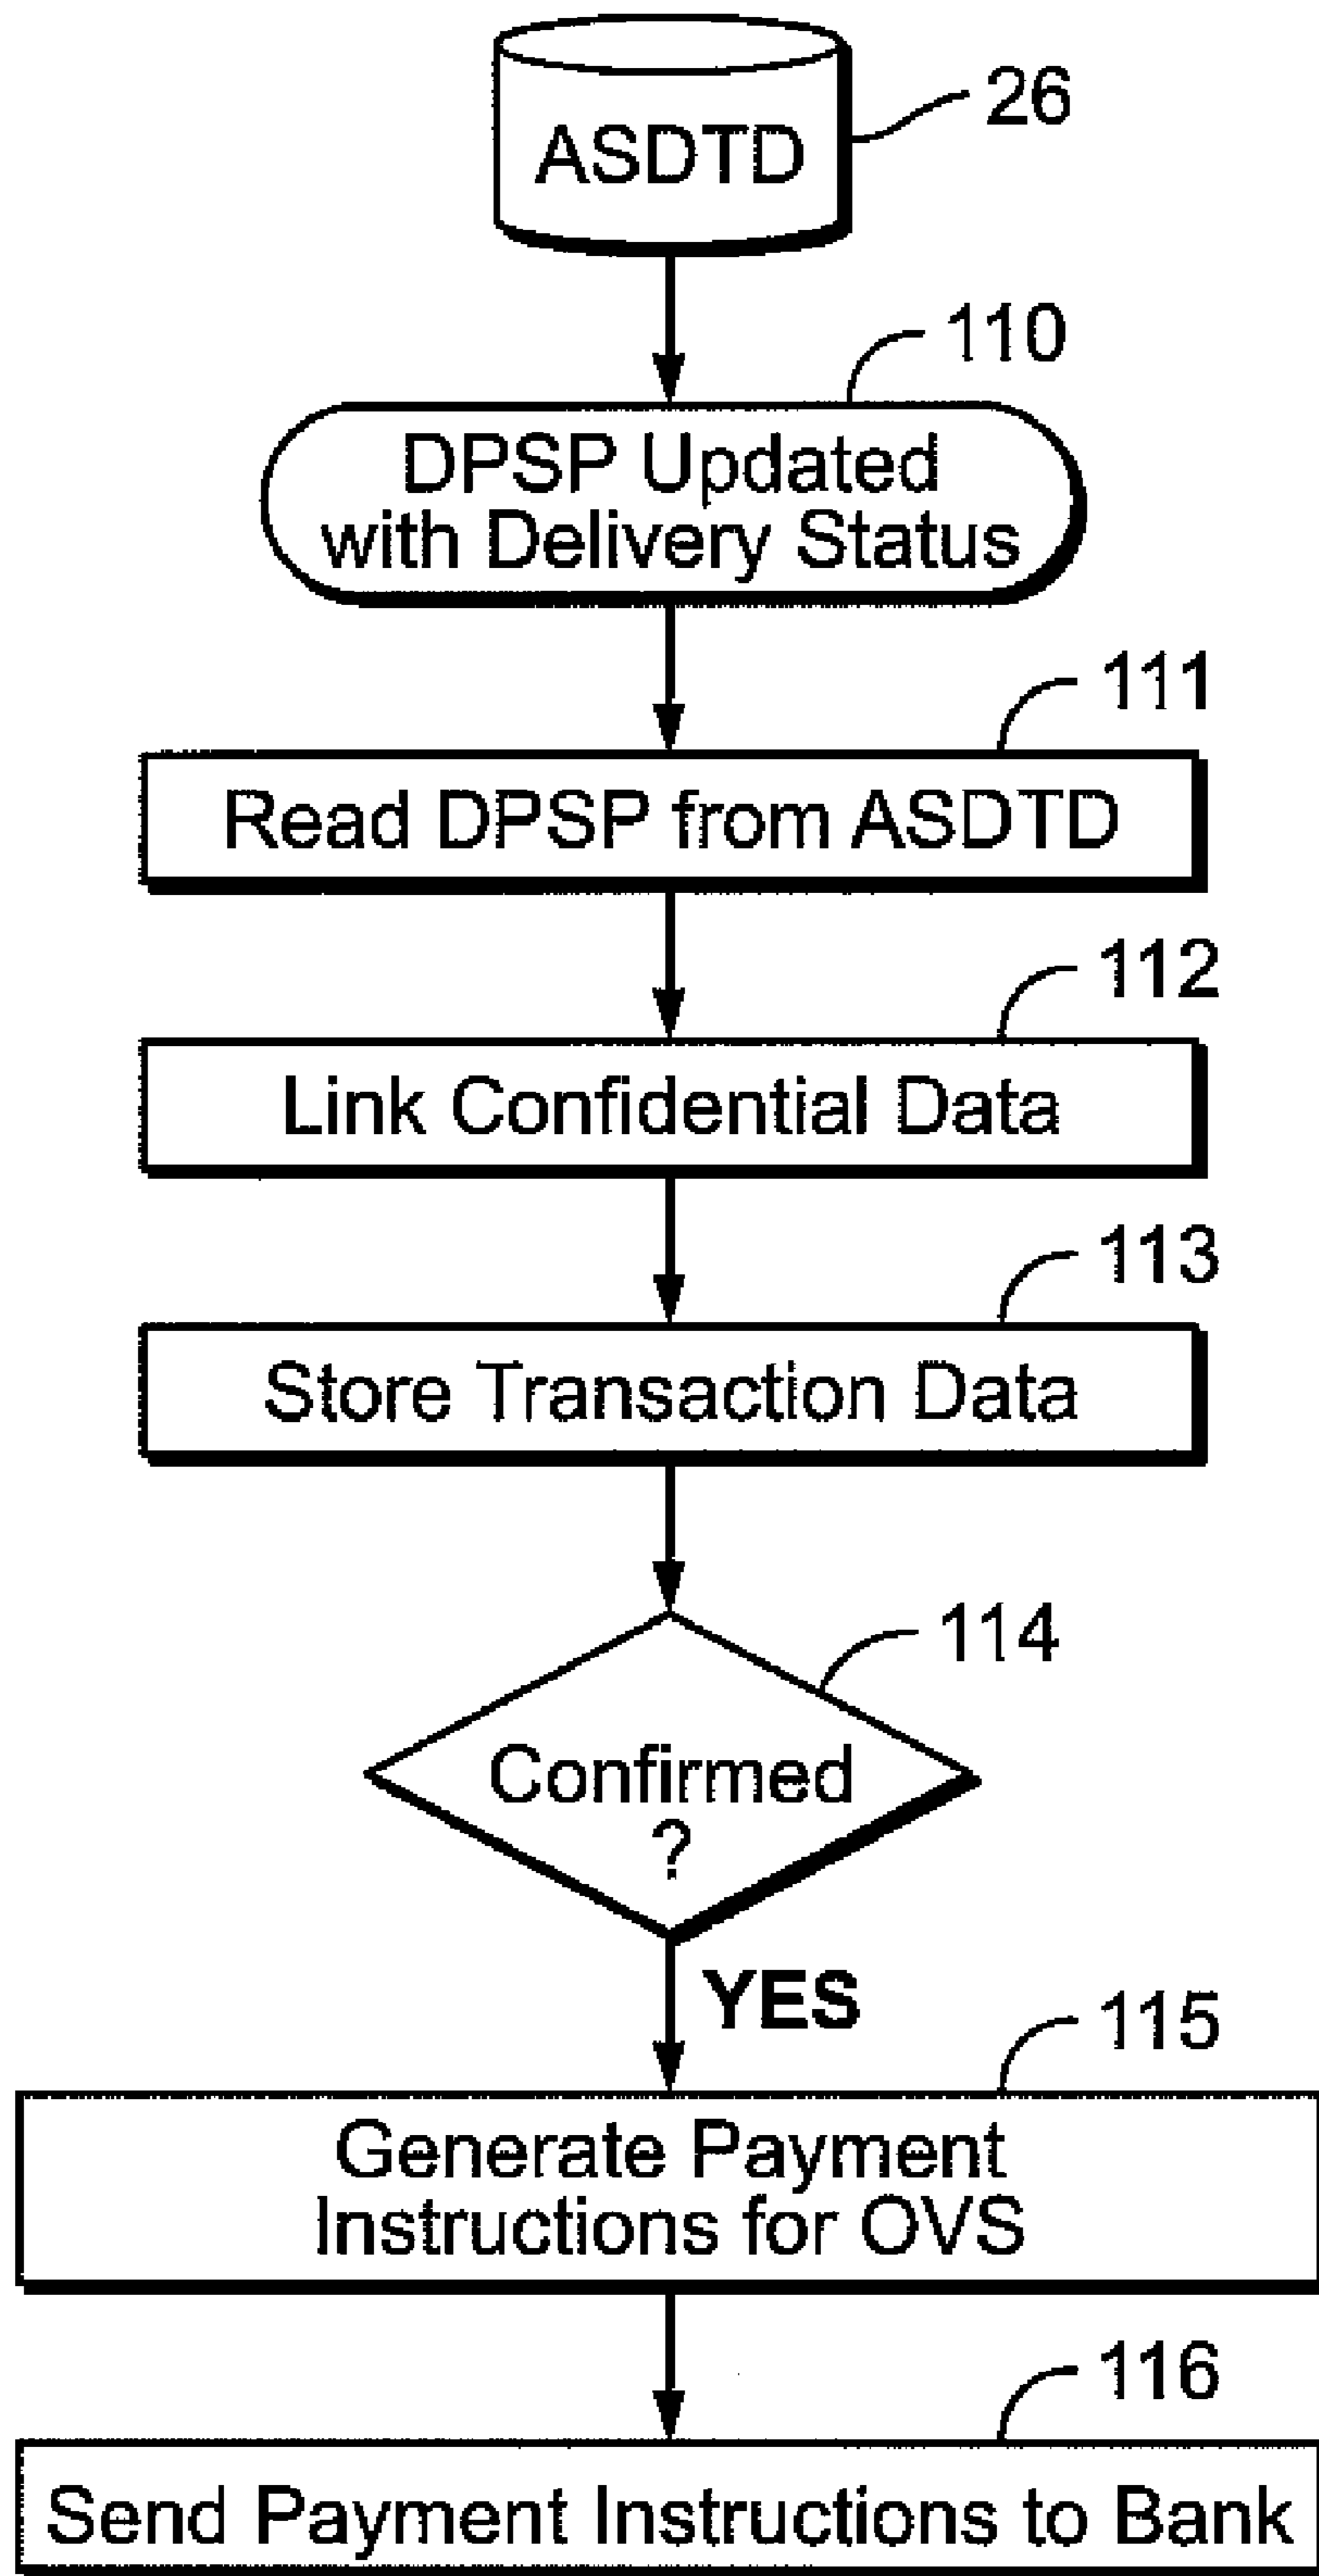 ASDTD
26
110
DPSP Updated
with Delivery Status
111
Read DPSP from ASDTD
112
Link Confidential Data
113
Store Transaction Data
114
Confirmed
?
YES
115
Generate Payment
Instructions for OVS
116
Send Payment Instructions to Bank